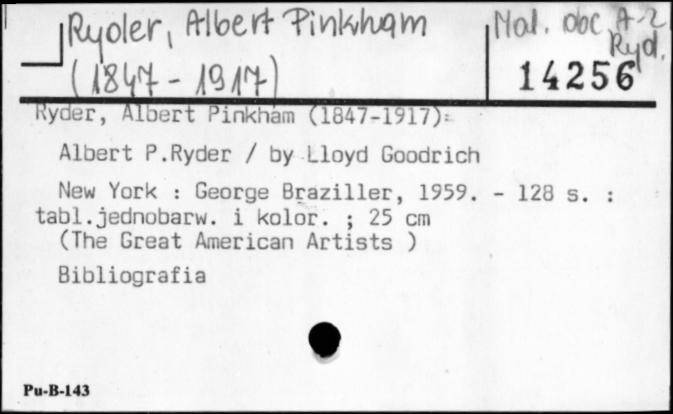 Ryder, Albert Pinkham
(1847-1917)
Mal. obc A-Z
Ryd.
14256
Ryder, Albert Pinkham (1847-1917)
Albert P.Ryder / by Lloyd Goodrich
New York : George Braziller, 1959. - 128 s. :
tabl.jednobarw. i kolor. ; 25 cm
(The Great American Artists )
Bibliografia
Pu-B-143